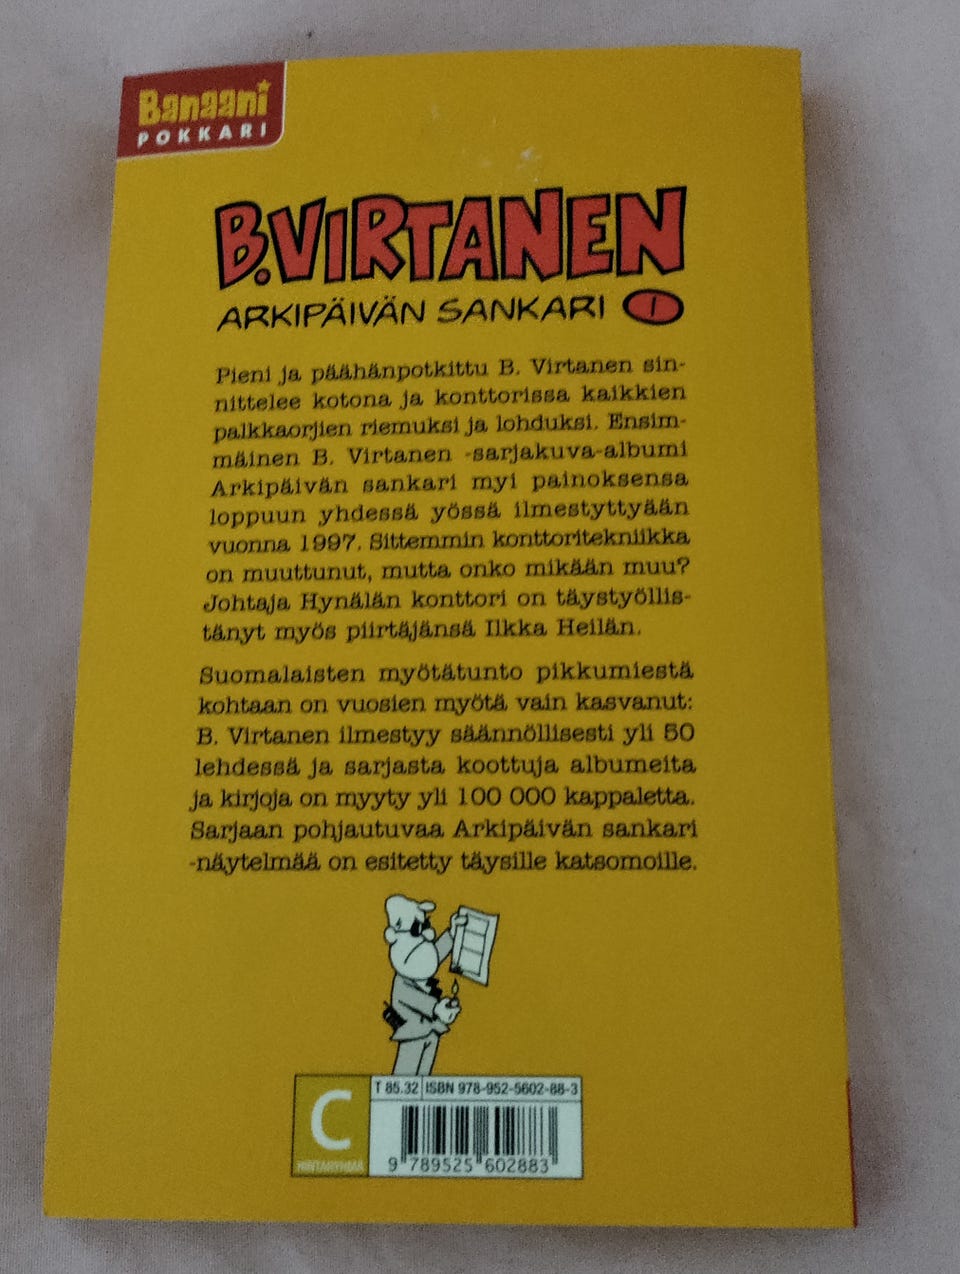 Banaani
POKKARI
B.VIRTANEN
ARKIPÄIVÄN SANKARI 1
Pieni ja päähänpotkittu B. Virtanen sin-
nittelee kotona ja konttorissa kaikkien
palkkaorjien riemuksi ja lohduksi. Ensim-
mäinen B. Virtanen -sarjakuva-albumi
Arkipäivän sankari myi painoksensa
loppuun yhdessä yössä ilmestyttyään
vuonna 1997. Sittemmin konttoritekniikka
on muuttunut, mutta onko mikään muu?
Johtaja Hynälän konttori on täystyöllis-
tänyt myös piirtäjänsä Ilkka Heilän.
Suomalaisten myötätunto pikkumiestä
kohtaan on vuosien myötä vain kasvanut:
B. Virtanen ilmestyy säännöllisesti yli 50
lehdessä ja sarjasta koottuja albumeita
ja kirjoja on myyty yli 100 000 kappaletta.
Sarjaan pohjautuvaa Arkipäivän sankari
-näytelmää on esitetty täysille katsomoille.
T 85.32 ISBN 978-952-5602-88-3
C
HINTARYHMÄ
9 789525 602883